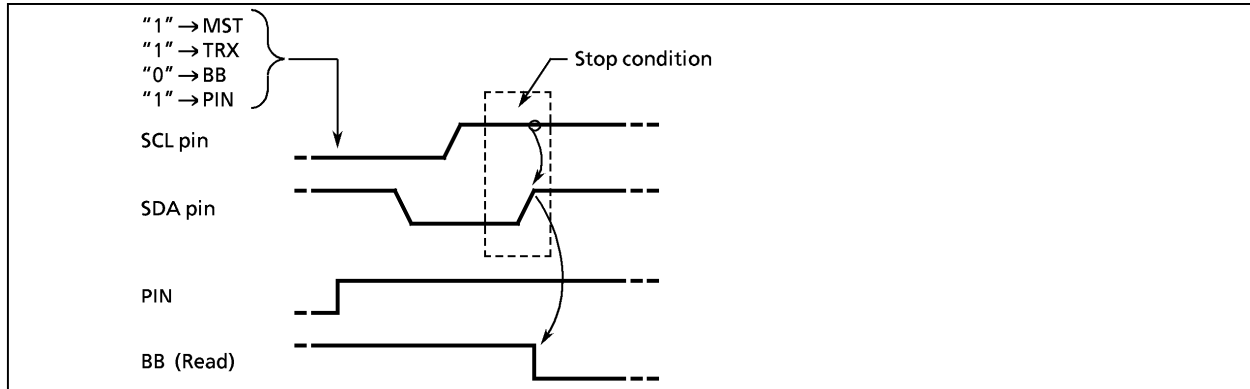 “1” → MST
“1” → TRX
“0” → BB
“1” → PIN
Stop condition
SCL pin
SDA pin
PIN
BB (Read)